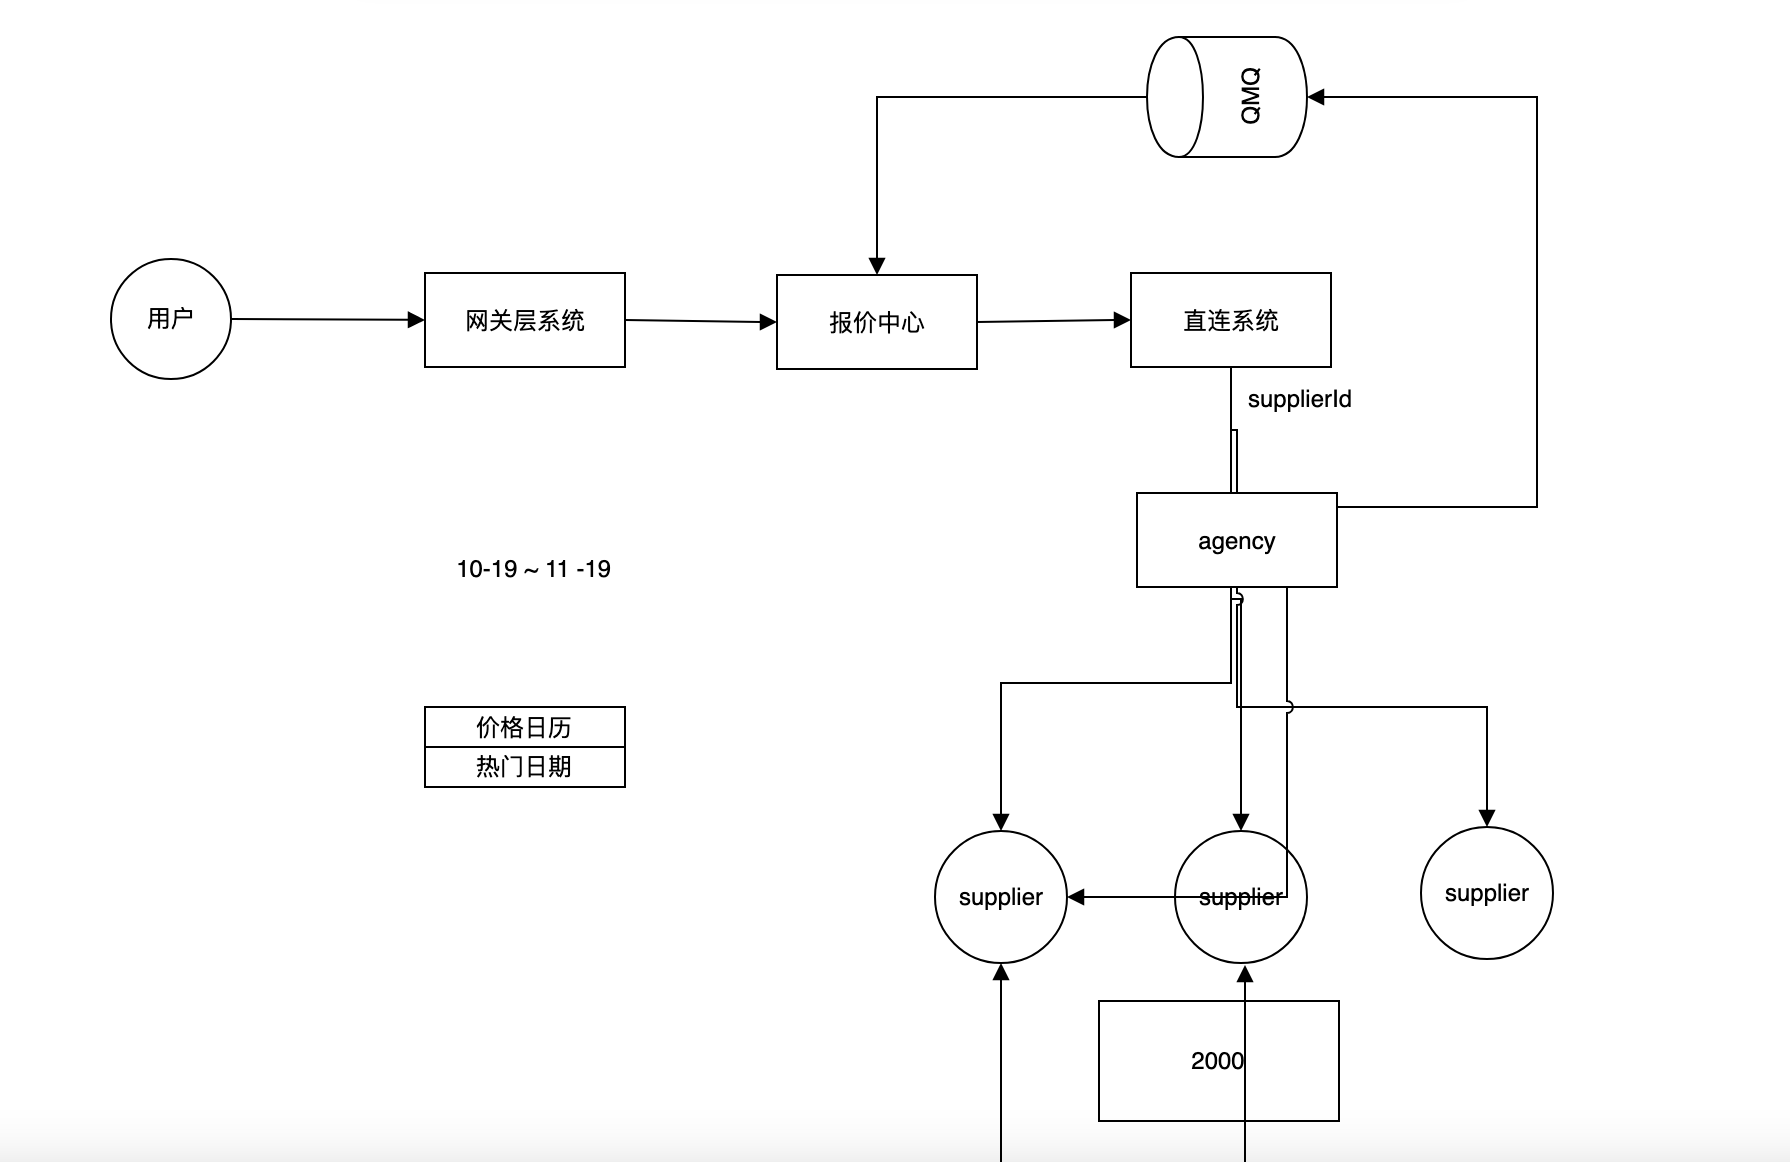 QMQ
用户
网关层系统
报价中心
直连系统
supplierId
agency
10-19 ~ 11 -19
价格日历
热门日期
supplier
supplier
supplier
2000